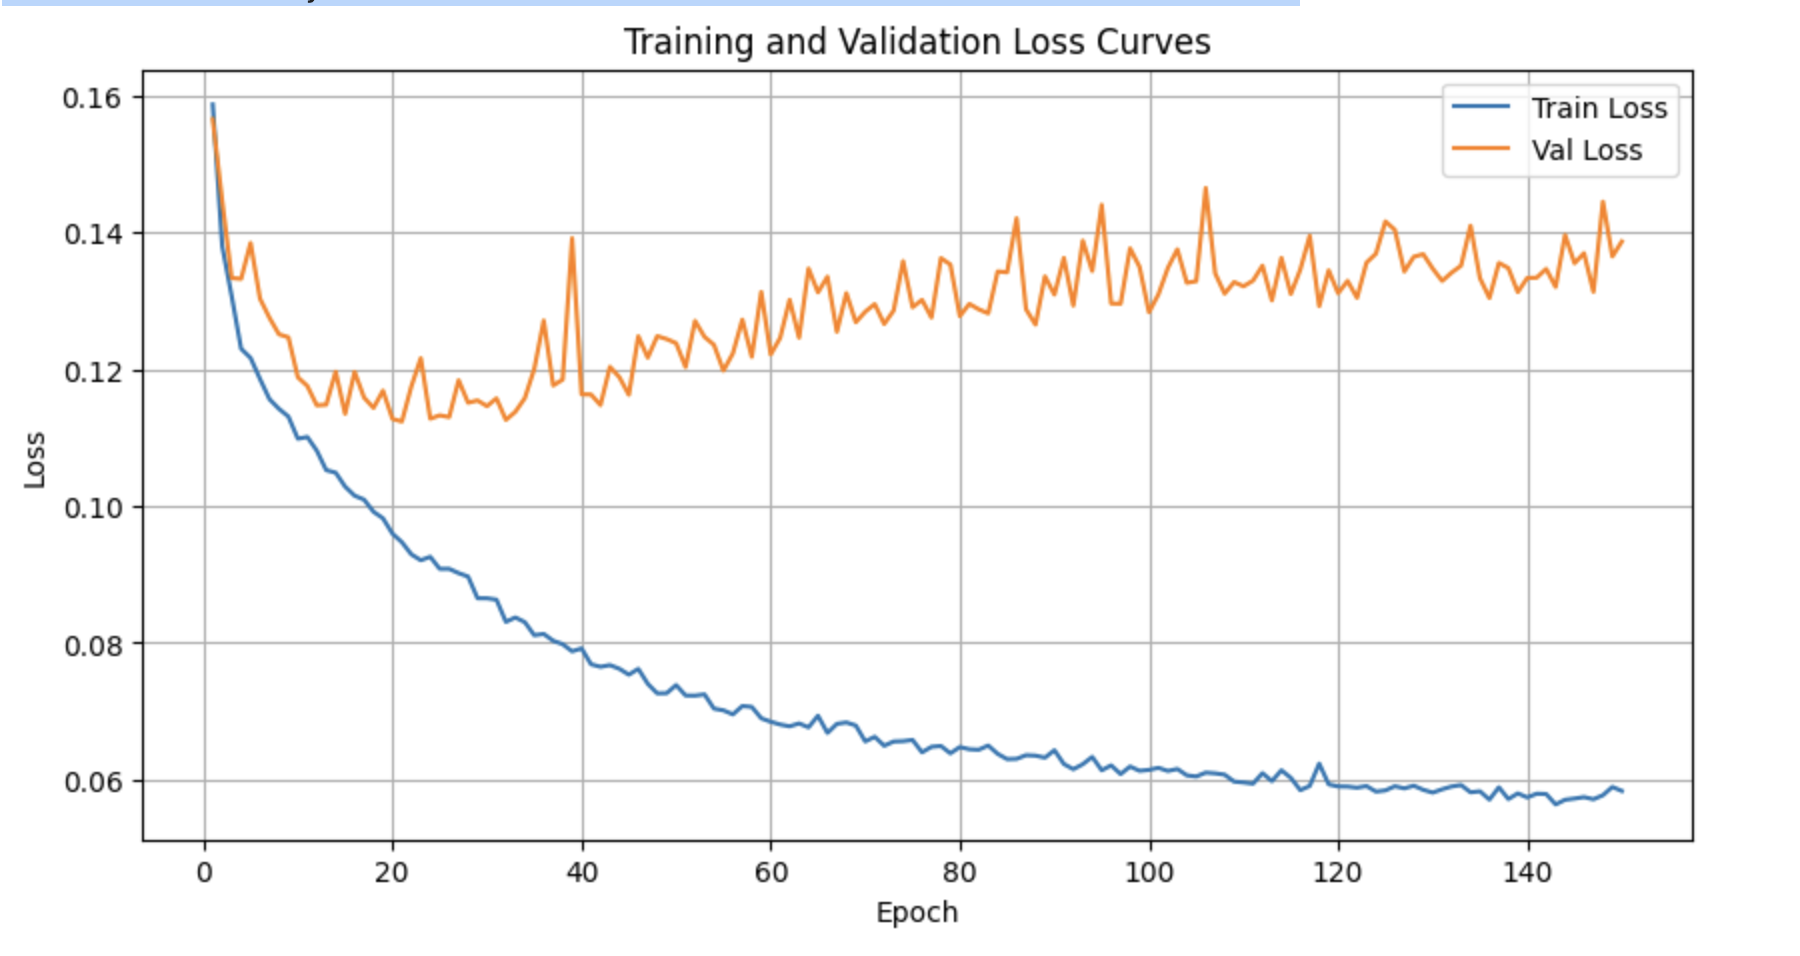 Training and Validation Loss Curves
Train Loss
Val Loss
0.16
0.14
0.12
0.10
0.08
0.06
Loss
0 20 40 60 80 100 120 140
Epoch